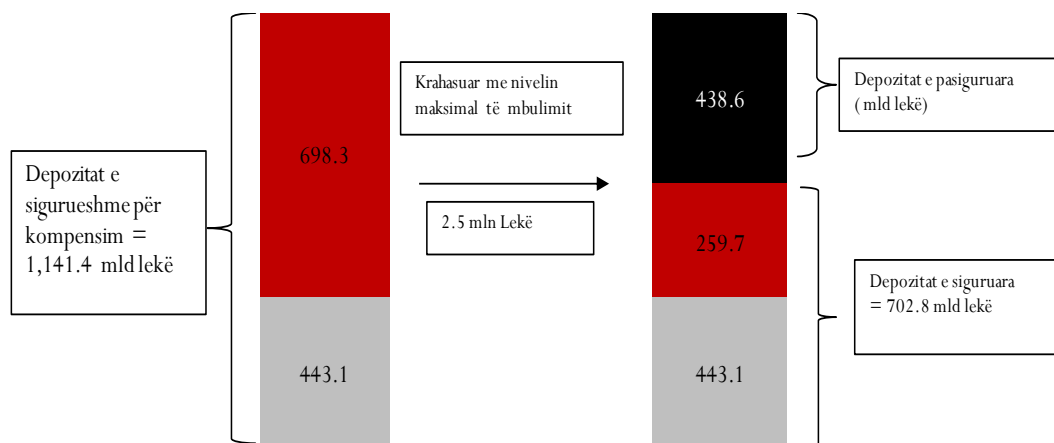 Depozitat e
sigurueshme për
kompensim =
1,141.4 mld lekë
698.3
443.1
Krahasuar me nivelin
maksimal të mbulimit
2.5 mln Lekë
438.6
259.7
443.1
Depozitat e pasiguruara
( mld lekë)
Depozitat e siguruara
= 702.8 mld lekë